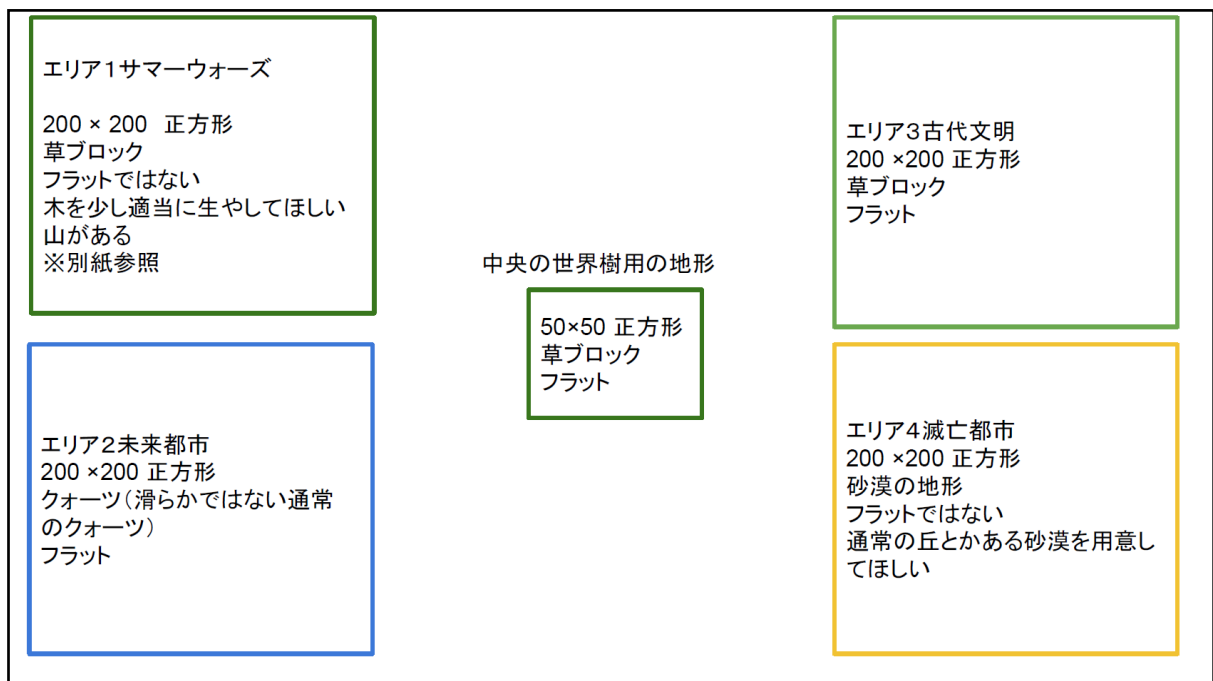 エリア1サマーウォーズ
200 × 200 正方形
草ブロック
フラットではない
木を少し適当に生やしてほしい
山がある
※別紙参照
エリア2未来都市
200 ×200 正方形
クォーツ(滑らかではない通常
のクォーツ)
フラット
中央の世界樹用の地形
50×50 正方形
草ブロック
フラット
エリア3古代文明
200 ×200 正方形
草ブロック
フラット
エリア4滅亡都市
200 ×200 正方形
砂漠の地形
フラットではない
通常の丘とかある砂漠を用意し
てほしい